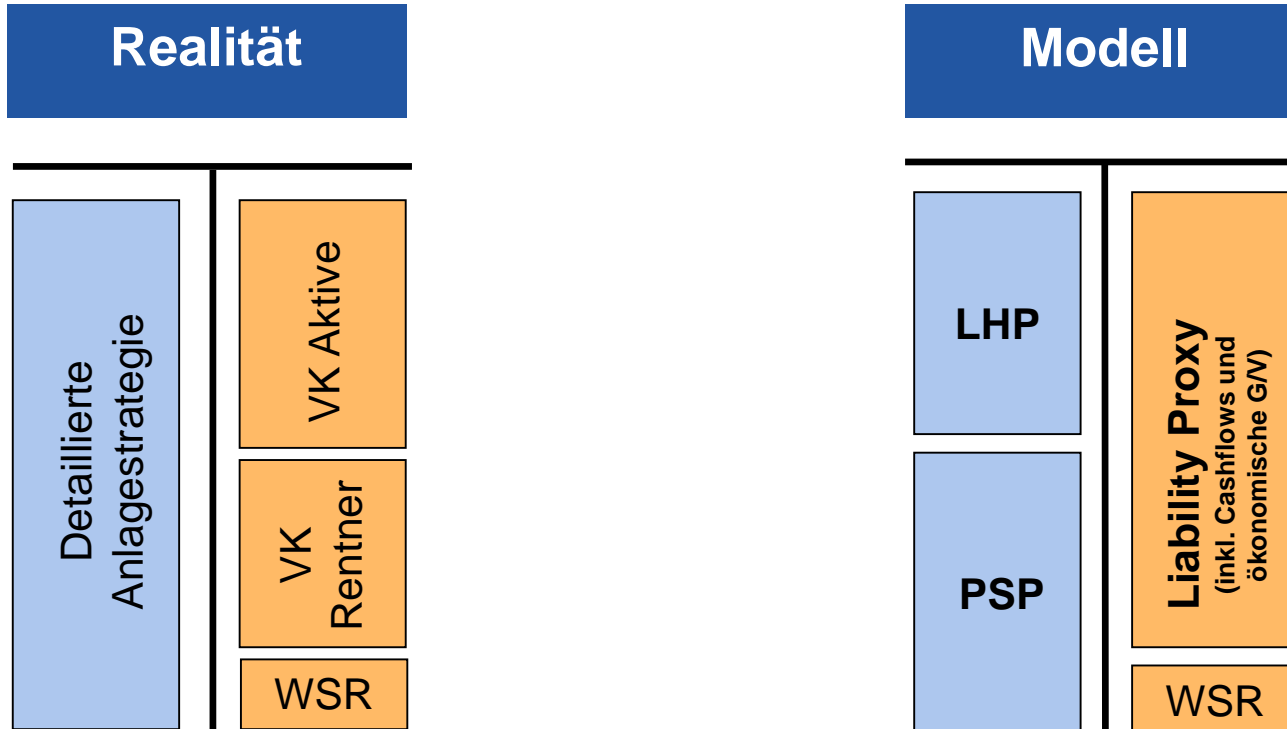 Realität
Detaillierte
Anlagestrategie
VK Aktive
VK
Rentner
WSR
Modell
LHP
PSP
Liability Proxy
(inkl. Cashflows und
ökonomische G/V)
WSR